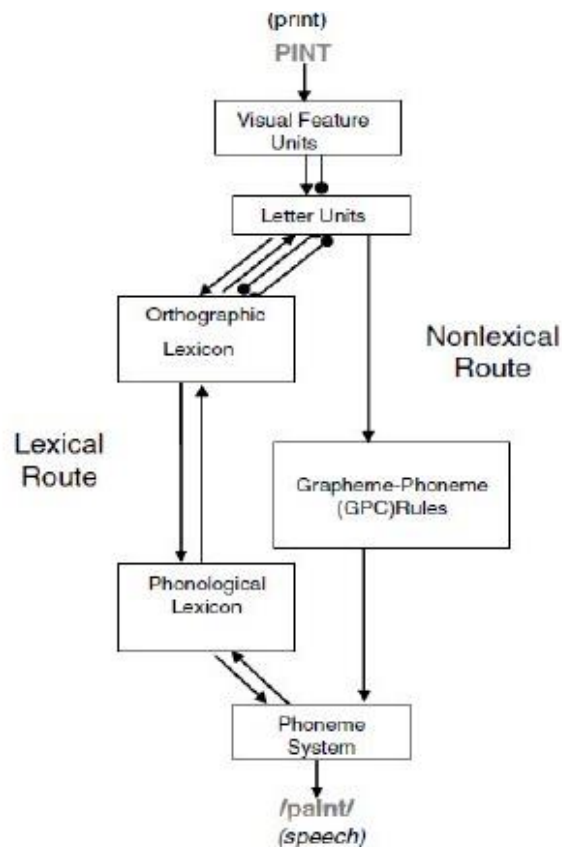 (print)
PINT
Visual Feature
Units
Letter Units
Orthographic
Lexicon
Nonlexical
Route
Lexical
Route
Grapheme-Phoneme
(GPC)Rules
Phonological
Lexicon
Phoneme
System
/paInt/
(speech)